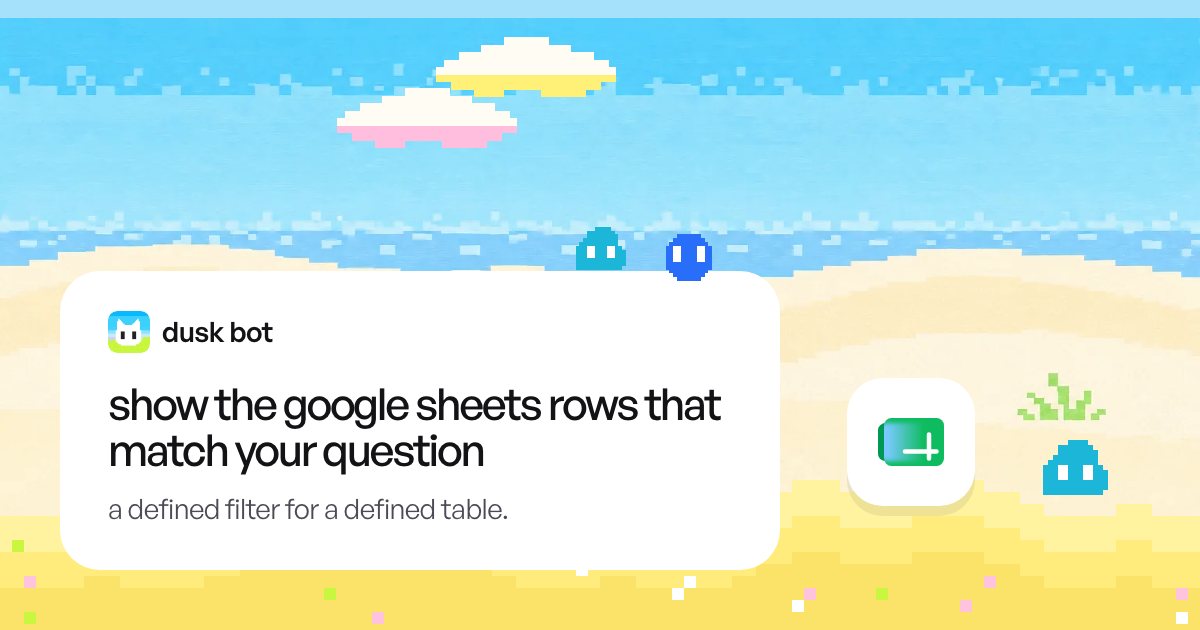 dusk bot
show the google sheets rows that
match your question
a defined filter for a defined table.